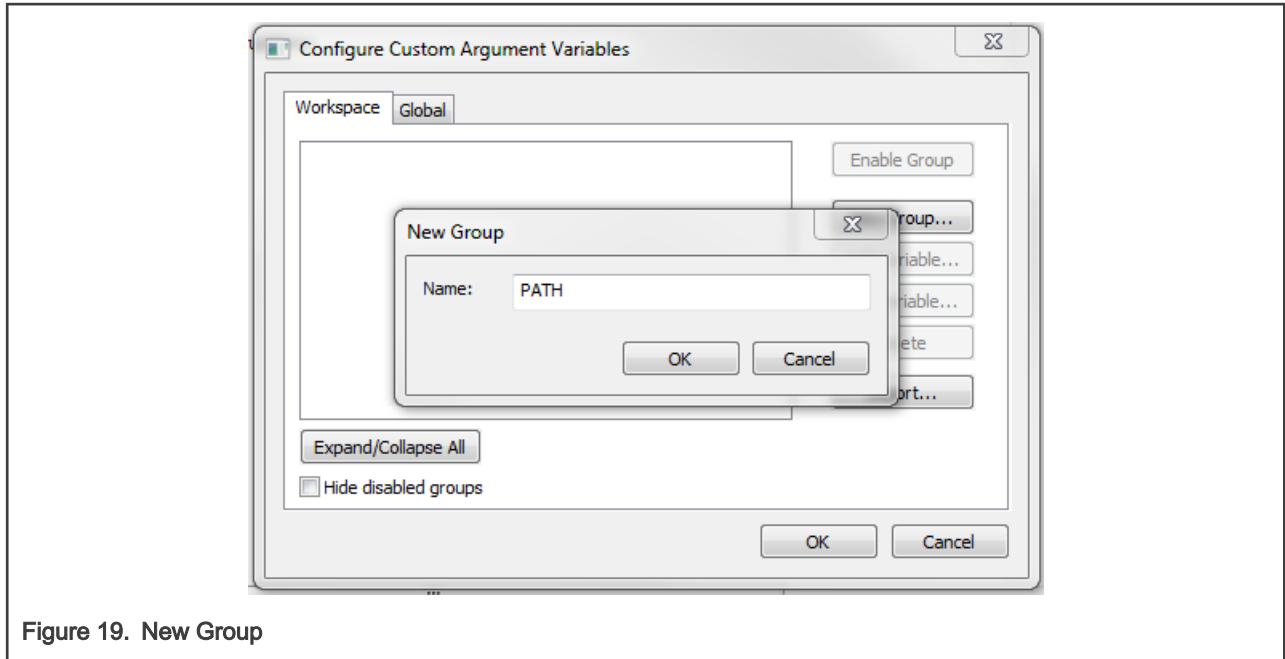 Configure Custom Argument Variables
Workspace
Global
Enable Group
roup...
New Group
riable...
Name:
PATH
riable...
ete
OK
Cancel
ort...
Expand/Collapse All
Hide disabled groups
OK
Cancel
Figure 19. New Group